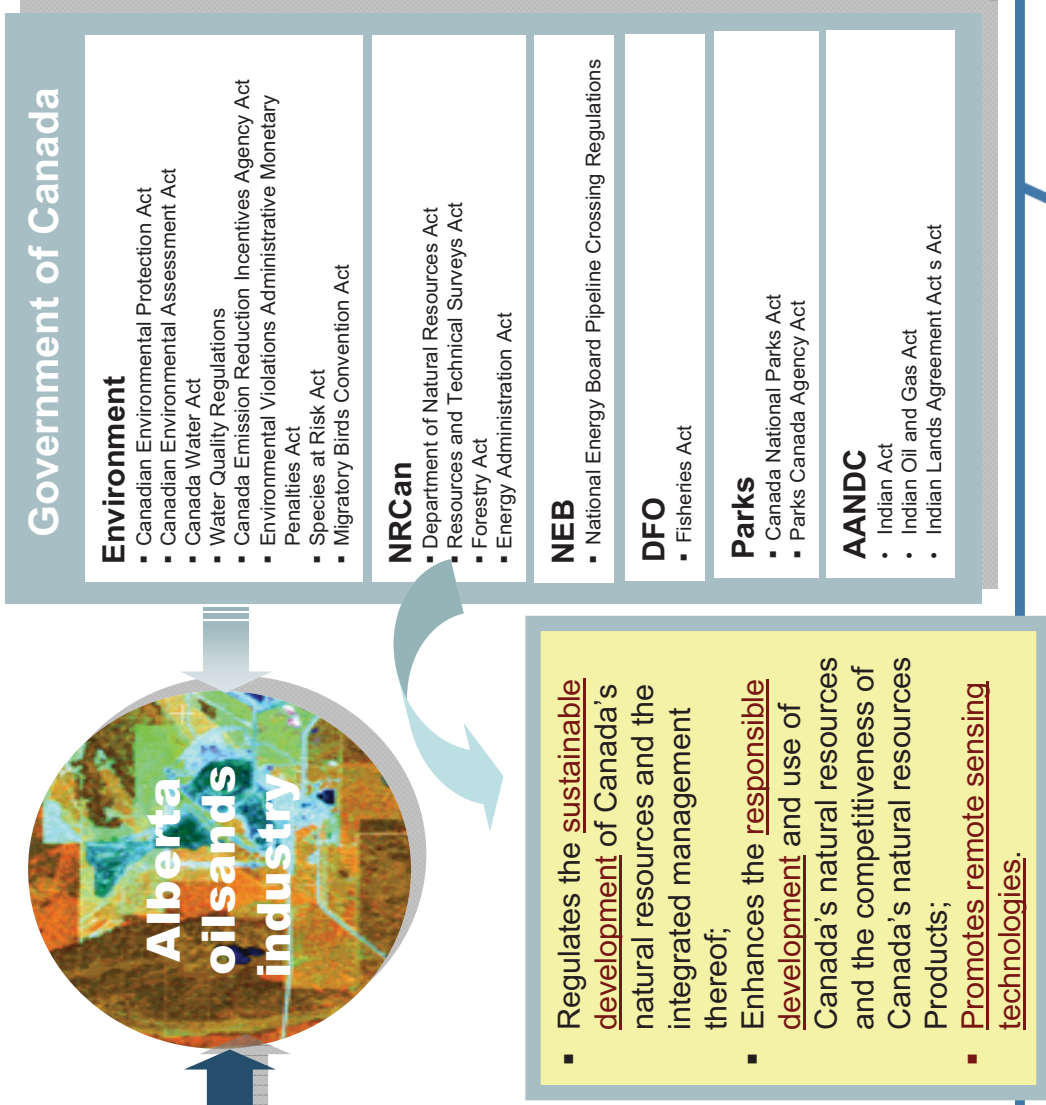 Government of Canada
Environment
▪ Canadian Environmental Protection Act
▪ Canadian Environmental Assessment Act
▪ Canada Water Act
▪ Water Quality Regulations
▪ Canada Emission Reduction Incentives Agency Act
▪ Environmental Violations Administrative Monetary
Penalties Act
▪ Species at Risk Act
▪ Migratory Birds Convention Act
NRCan
▪ Department of Natural Resources Act
▪ Resources and Technical Surveys Act
▪ Forestry Act
▪ Energy Administration Act
NEB
▪ National Energy Board Pipeline Crossing Regulations
DFO
▪ Fisheries Act
Parks
▪ Canada National Parks Act
▪ Parks Canada Agency Act
AANDC
• Indian Act
• Indian Oil and Gas Act
• Indian Lands Agreement Act s Act
Alberta
oilsands
industry
▪ Regulates the sustainable
development of Canada's
natural resources and the
integrated management
thereof;
▪ Enhances the responsible
development and use of
Canada's natural resources
and the competitiveness of
Canada's natural resources
Products;
▪ Promotes remote sensing
technologies.